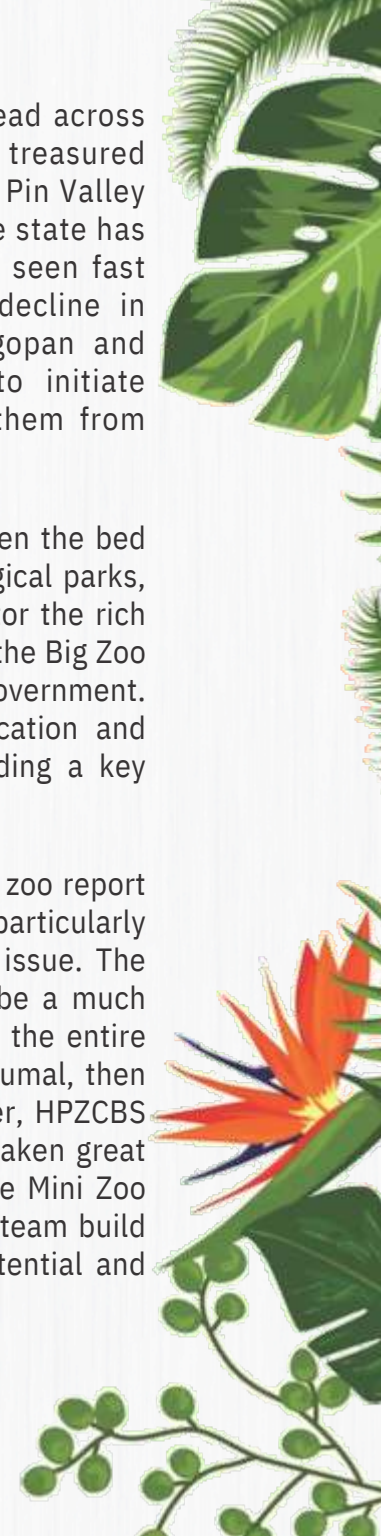 ead across
treasured
Pin Valley
e state has
seen fast
decline in
gopan and
to initiate
them from
en the bed
gical parks,
or the rich
the Big Zoo
overnment.
cation and
ding a key
zoo report
particularly
issue. The
be a much
the entire
umal, then
er, HPZCBS
aken great
e Mini Zoo
team build
tential and